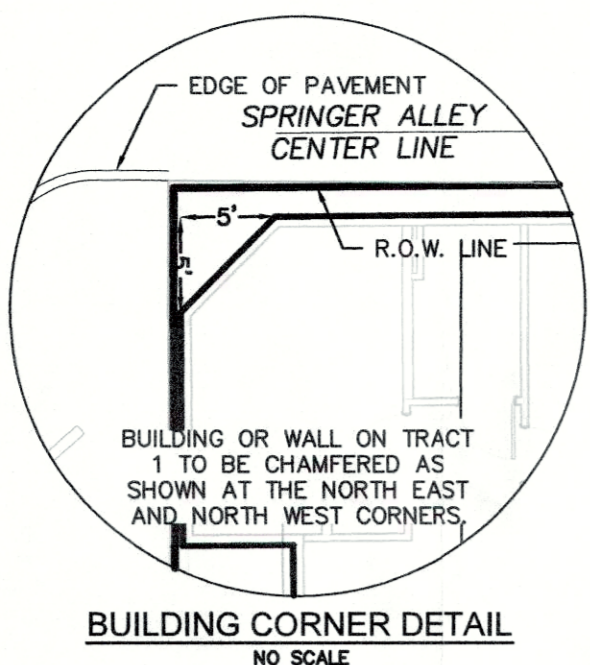 EDGE OF PAVEMENT
SPRINGER ALLEY
CENTER LINE
5'
R.O.W. LINE
5'
BUILDING OR WALL ON TRACT
1 TO BE CHAMFERED AS
SHOWN AT THE NORTH EAST
AND NORTH WEST CORNERS.
BUILDING CORNER DETAIL
NO SCALE